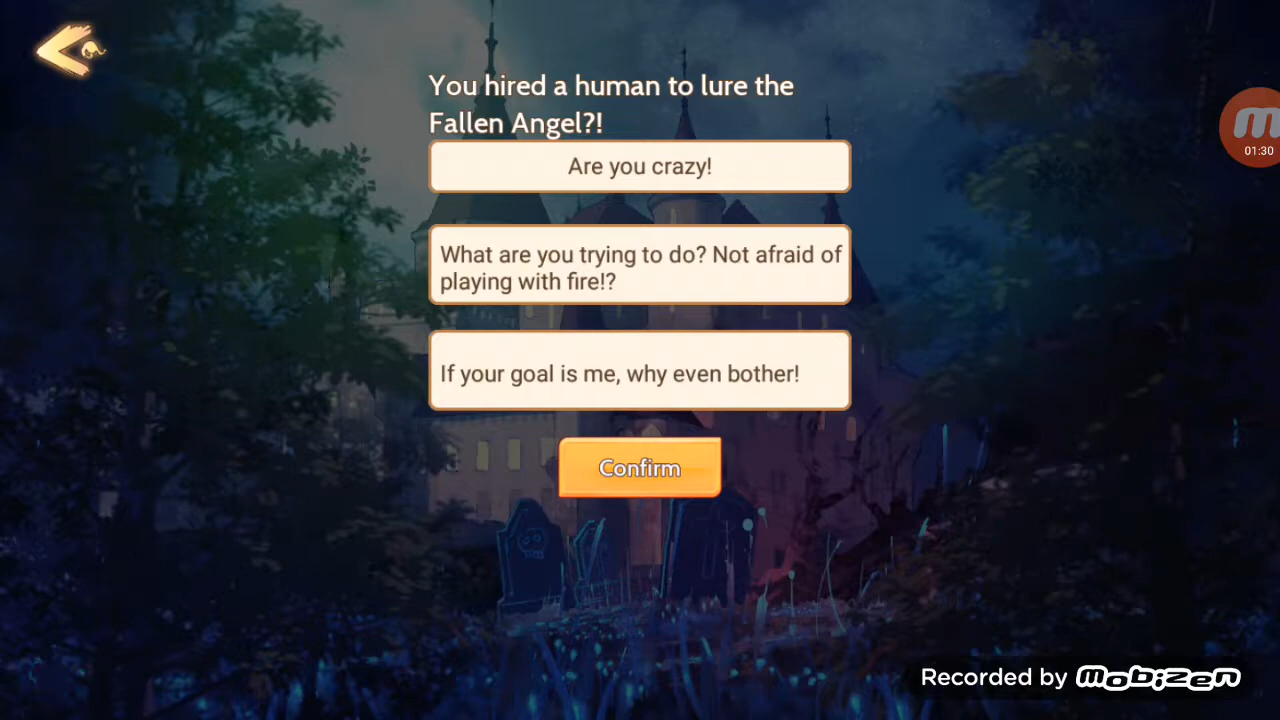 You hired a human to lure the
Fallen Angel?!
Are you crazy!
What are you trying to do? Not afraid of
playing with fire!?
If your goal is me, why even bother!
Confirm
01:30
Recorded by mobizen